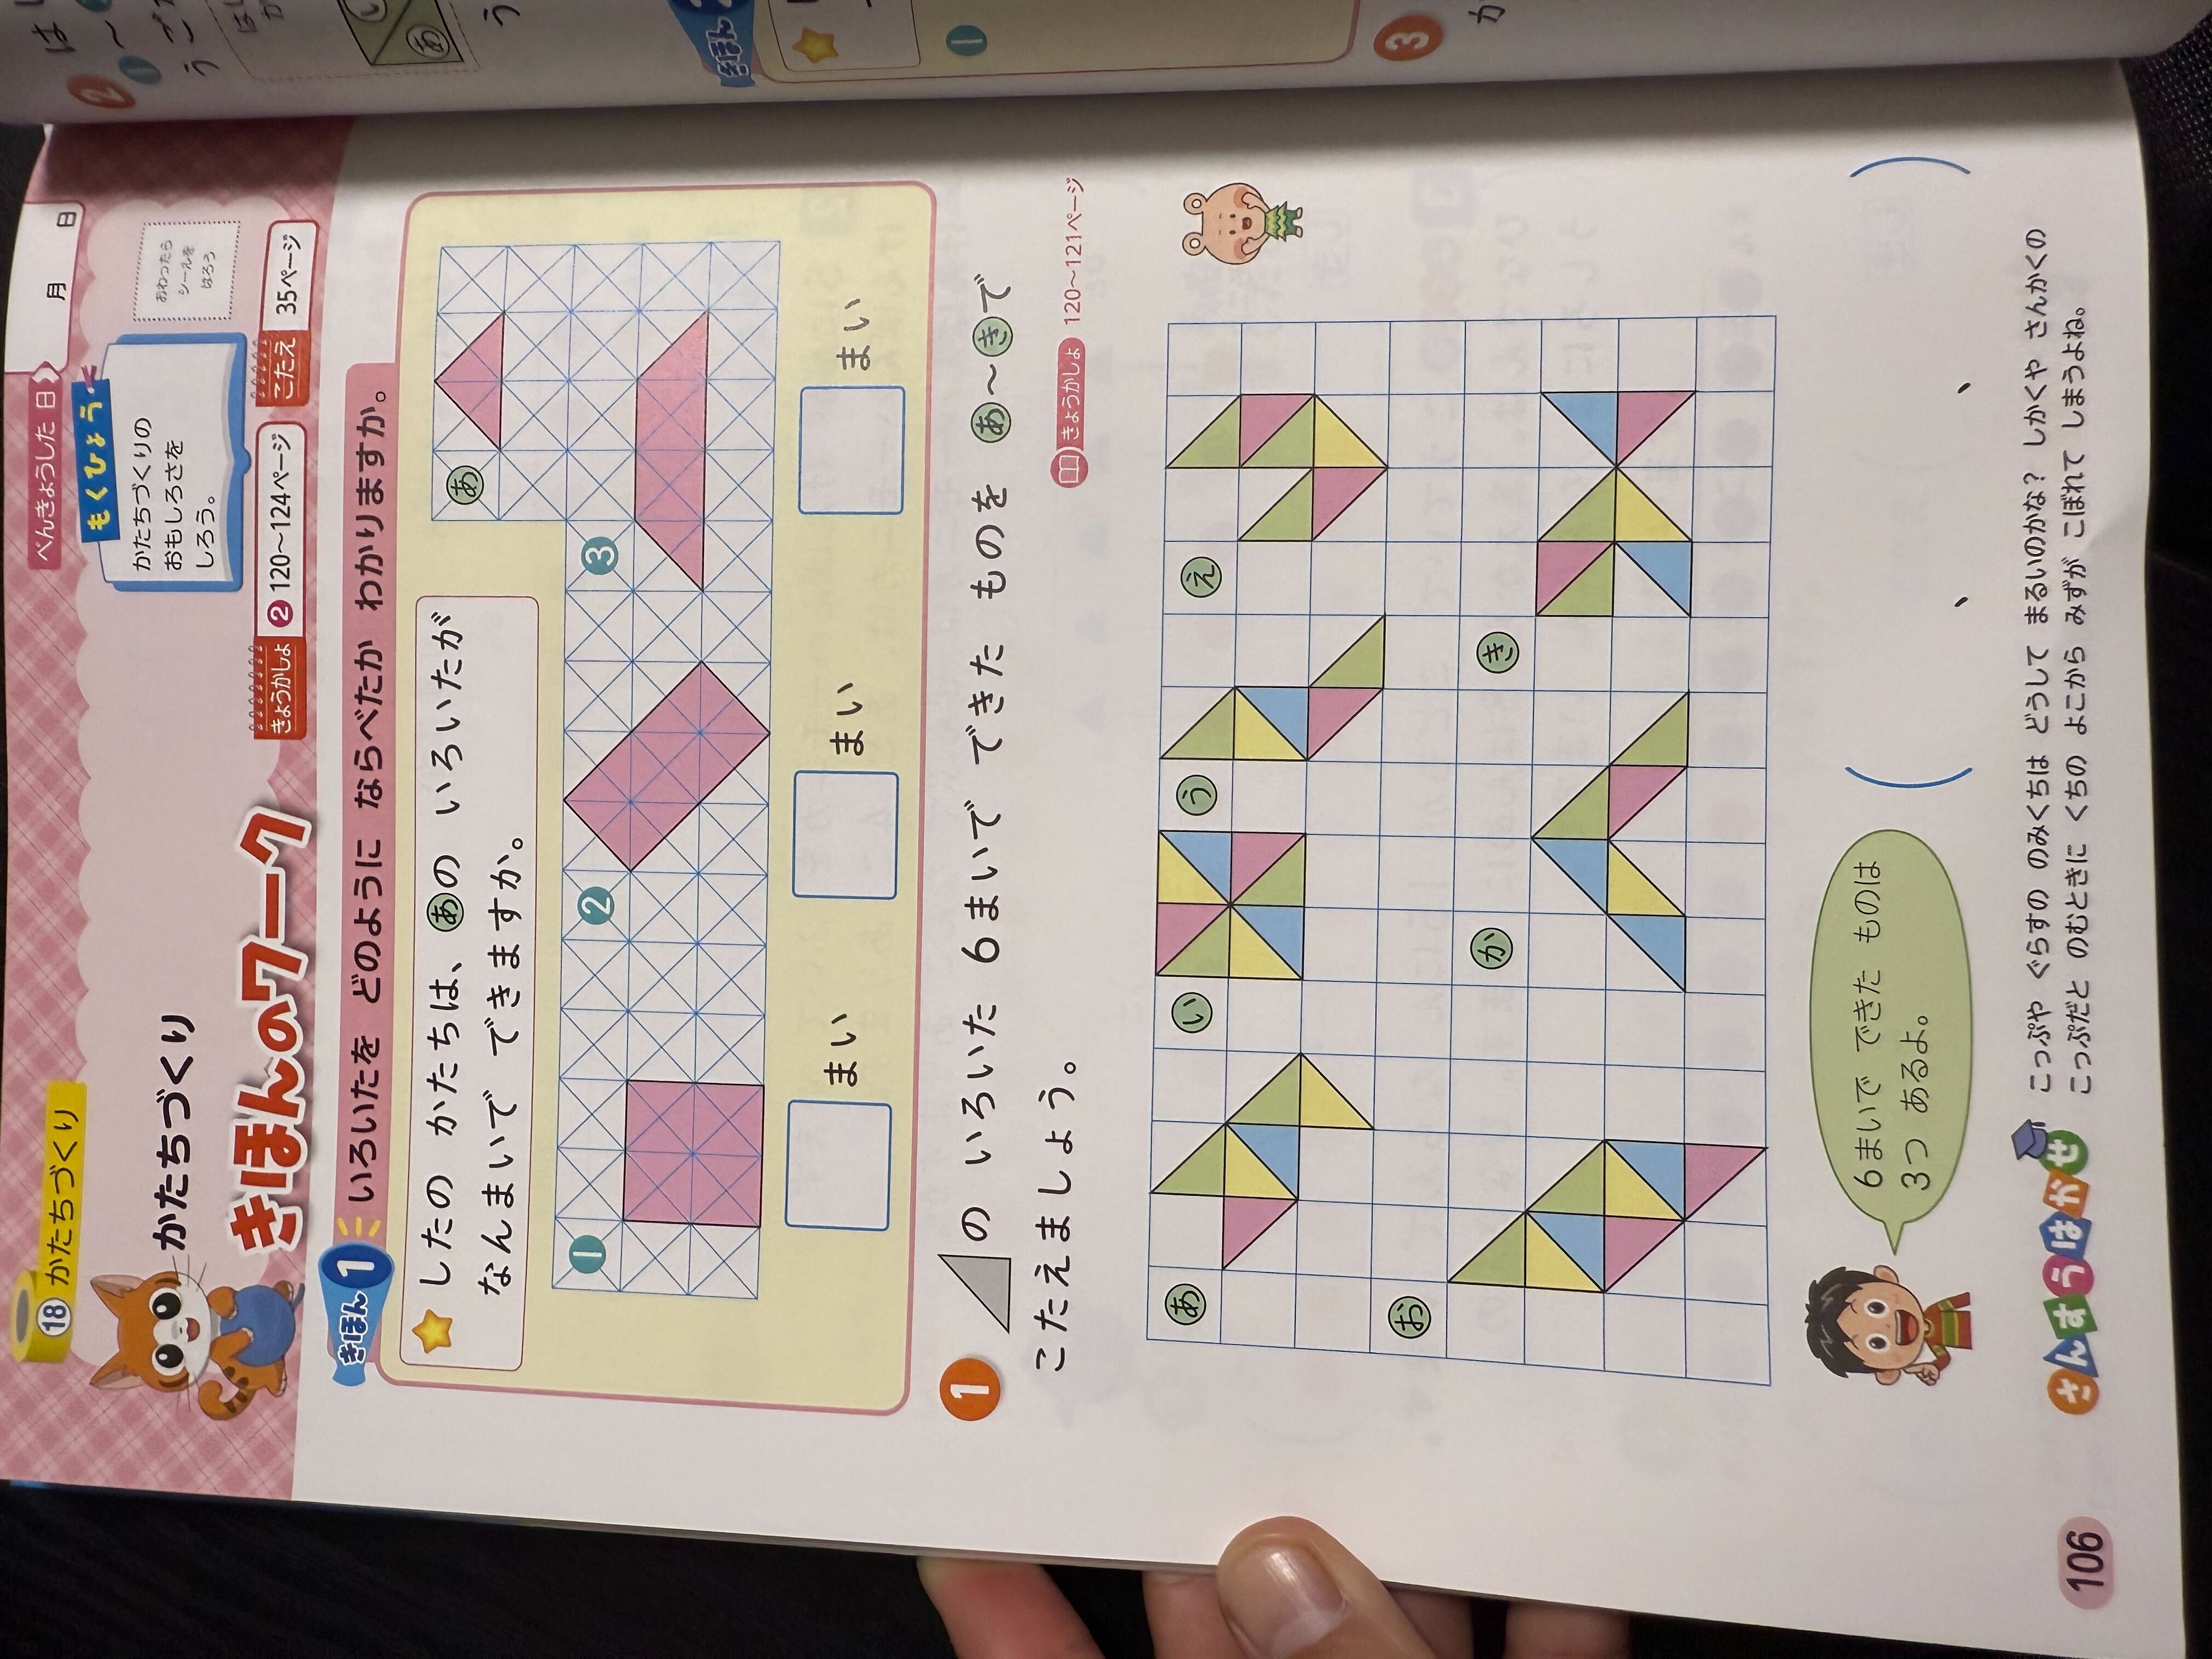 18 かたちづくり
べんきょうした日
月 日
かたちづくり
きほんのワーク
もくひょう
かたちづくりの
おもしろさを
しろう。
おわったら
シールを
はろう
きょうかしょ
❷ 120〜124ページ
こたえ
35ページ
きほん 1
いろいたを どのように ならべたか わかりますか。
したの かたちは、あの いろいたが
なんまいで できますか。
あ
1
2
3
まい
まい
まい
1 の いろいた 6まいで できた ものを あ〜きで
こたえましょう。
きょうかしょ 120〜121ページ
あ
い
う
え
お
か
き
6まいで できた ものは
3つ あるよ。
( 、 、 )
さんすうはかせ
こっぷや ぐらすの のみくちは どうして まるいのかな? しかくや さんかくの
こっぷだと のむときに くちの よこから みずが こぼれて しまうよね。
106
2
1
きほん
1
3
あ
い